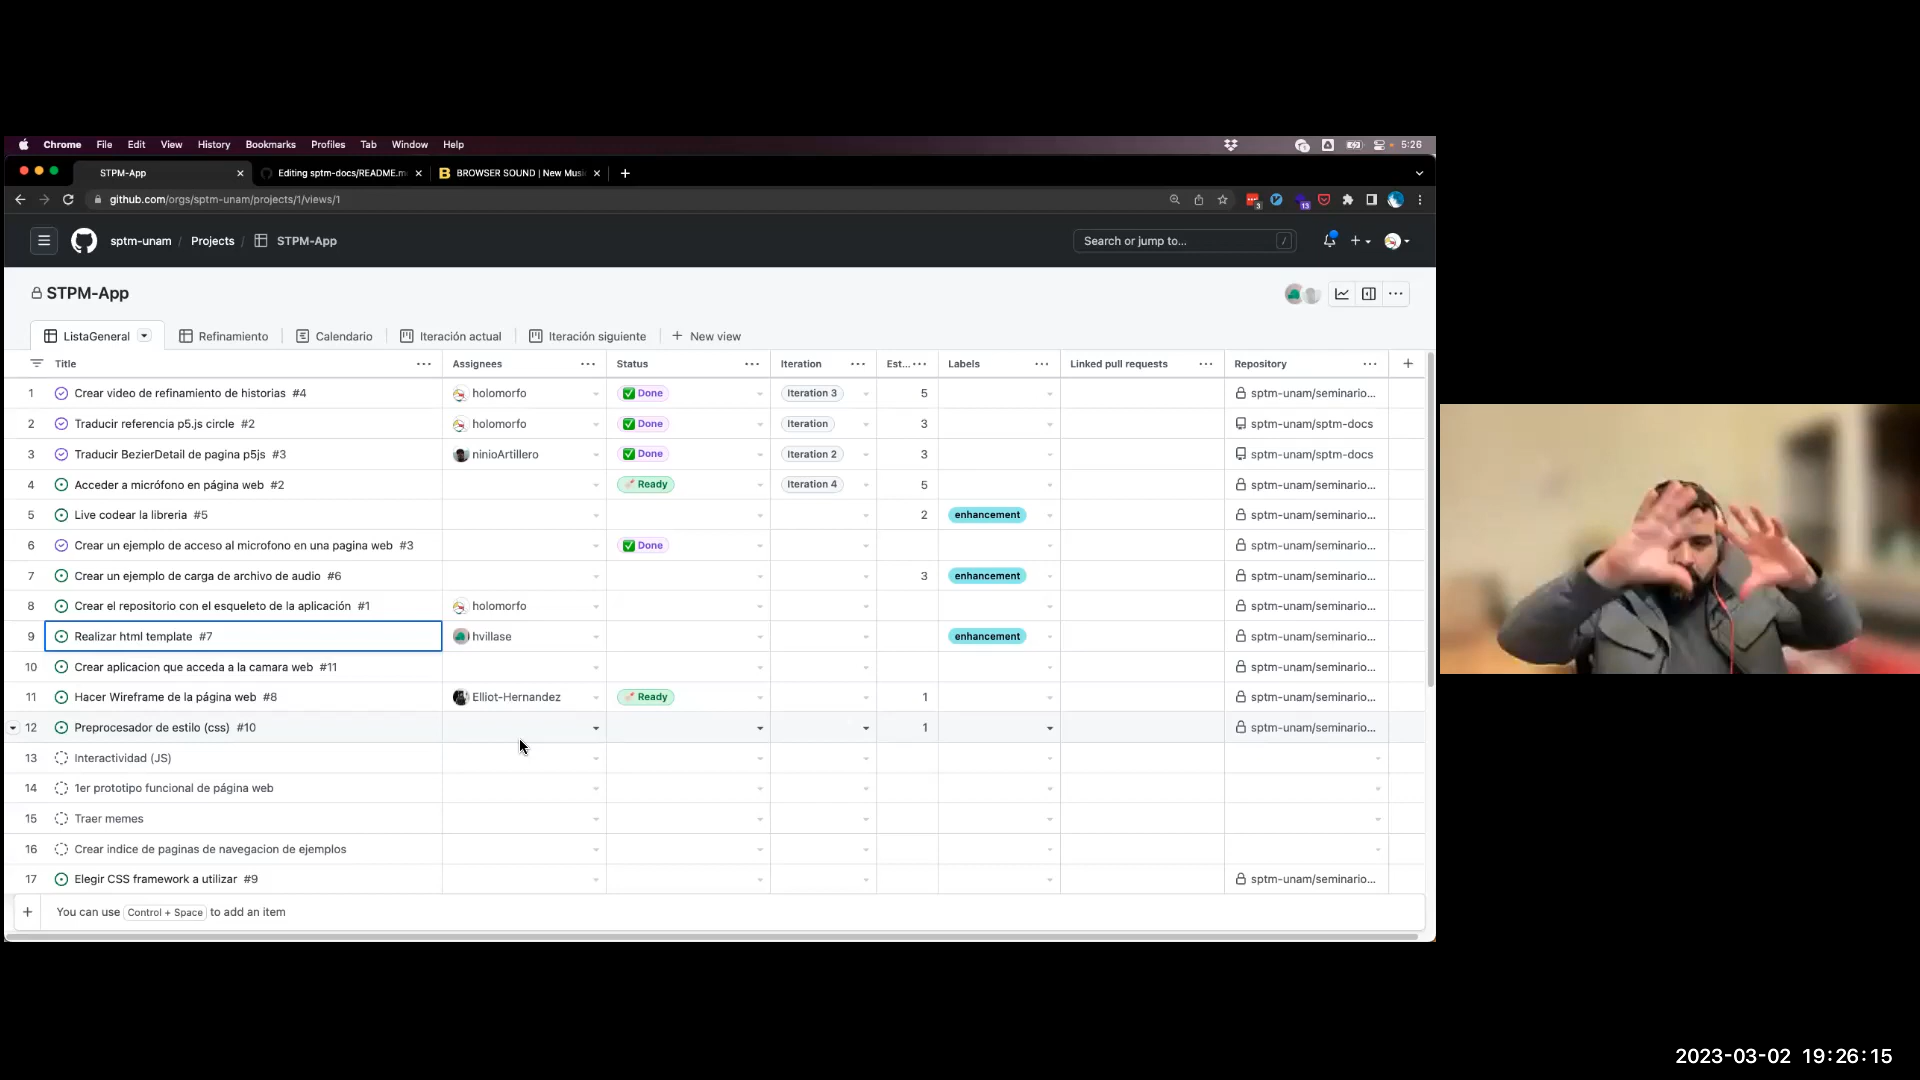 Chrome File Edit View History Bookmarks Profiles Tab Window Help 5:26
STPM-App Editing sptm-docs/README.m BROWSER SOUND | New Musi
github.com/orgs/sptm-unam/projects/1/views/1 3 13
sptm-unam / Projects / STPM-App Search or jump to... /
STPM-App
ListaGeneral Refinamiento Calendario Iteración actual Iteración siguiente + New view
Title Assignees Status Iteration Est... Labels Linked pull requests Repository
1 Crear video de refinamiento de historias #4 holomorfo Done Iteration 3 5 sptm-unam/seminario...
2 Traducir referencia p5.js circle #2 holomorfo Done Iteration 3 sptm-unam/sptm-docs
3 Traducir BezierDetail de pagina p5js #3 ninioArtillero Done Iteration 2 3 sptm-unam/sptm-docs
4 Acceder a micrófono en página web #2 Ready Iteration 4 5 sptm-unam/seminario...
5 Live codear la libreria #5 2 enhancement sptm-unam/seminario...
6 Crear un ejemplo de acceso al microfono en una pagina web #3 Done sptm-unam/seminario...
7 Crear un ejemplo de carga de archivo de audio #6 3 enhancement sptm-unam/seminario...
8 Crear el repositorio con el esqueleto de la aplicación #1 holomorfo sptm-unam/seminario...
9 Realizar html template #7 hvillase enhancement sptm-unam/seminario...
10 Crear aplicacion que acceda a la camara web #11 sptm-unam/seminario...
11 Hacer Wireframe de la página web #8 Elliot-Hernandez Ready 1 sptm-unam/seminario...
12 Preprocesador de estilo (css) #10 1 sptm-unam/seminario...
13 Interactividad (JS)
14 1er prototipo funcional de página web
15 Traer memes
16 Crear indice de paginas de navegacion de ejemplos
17 Elegir CSS framework a utilizar #9 sptm-unam/seminario...
+ You can use Control + Space to add an item
2023-03-02 19:26:15